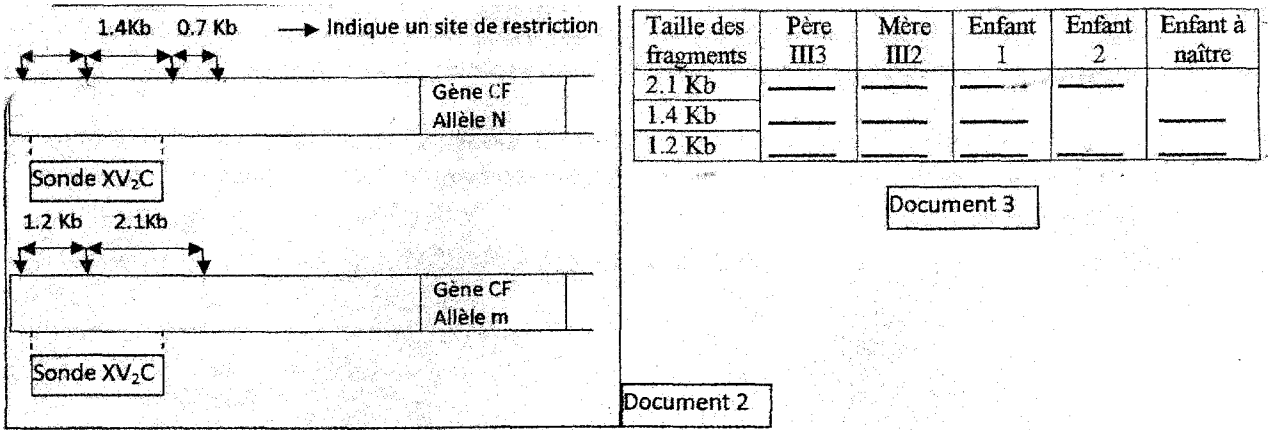 1.4Kb 0.7 Kb Indique un site de restriction
Gène CF
Allèle N
Sonde XV₂C
1.2 Kb 2.1Kb
Gène CF
Allèle m
Sonde XV₂C
Document 2
Taille des fragments Père III3 Mère III2 Enfant 1 Enfant 2 Enfant à naître
2.1 Kb
1.4 Kb
1.2 Kb
Document 3